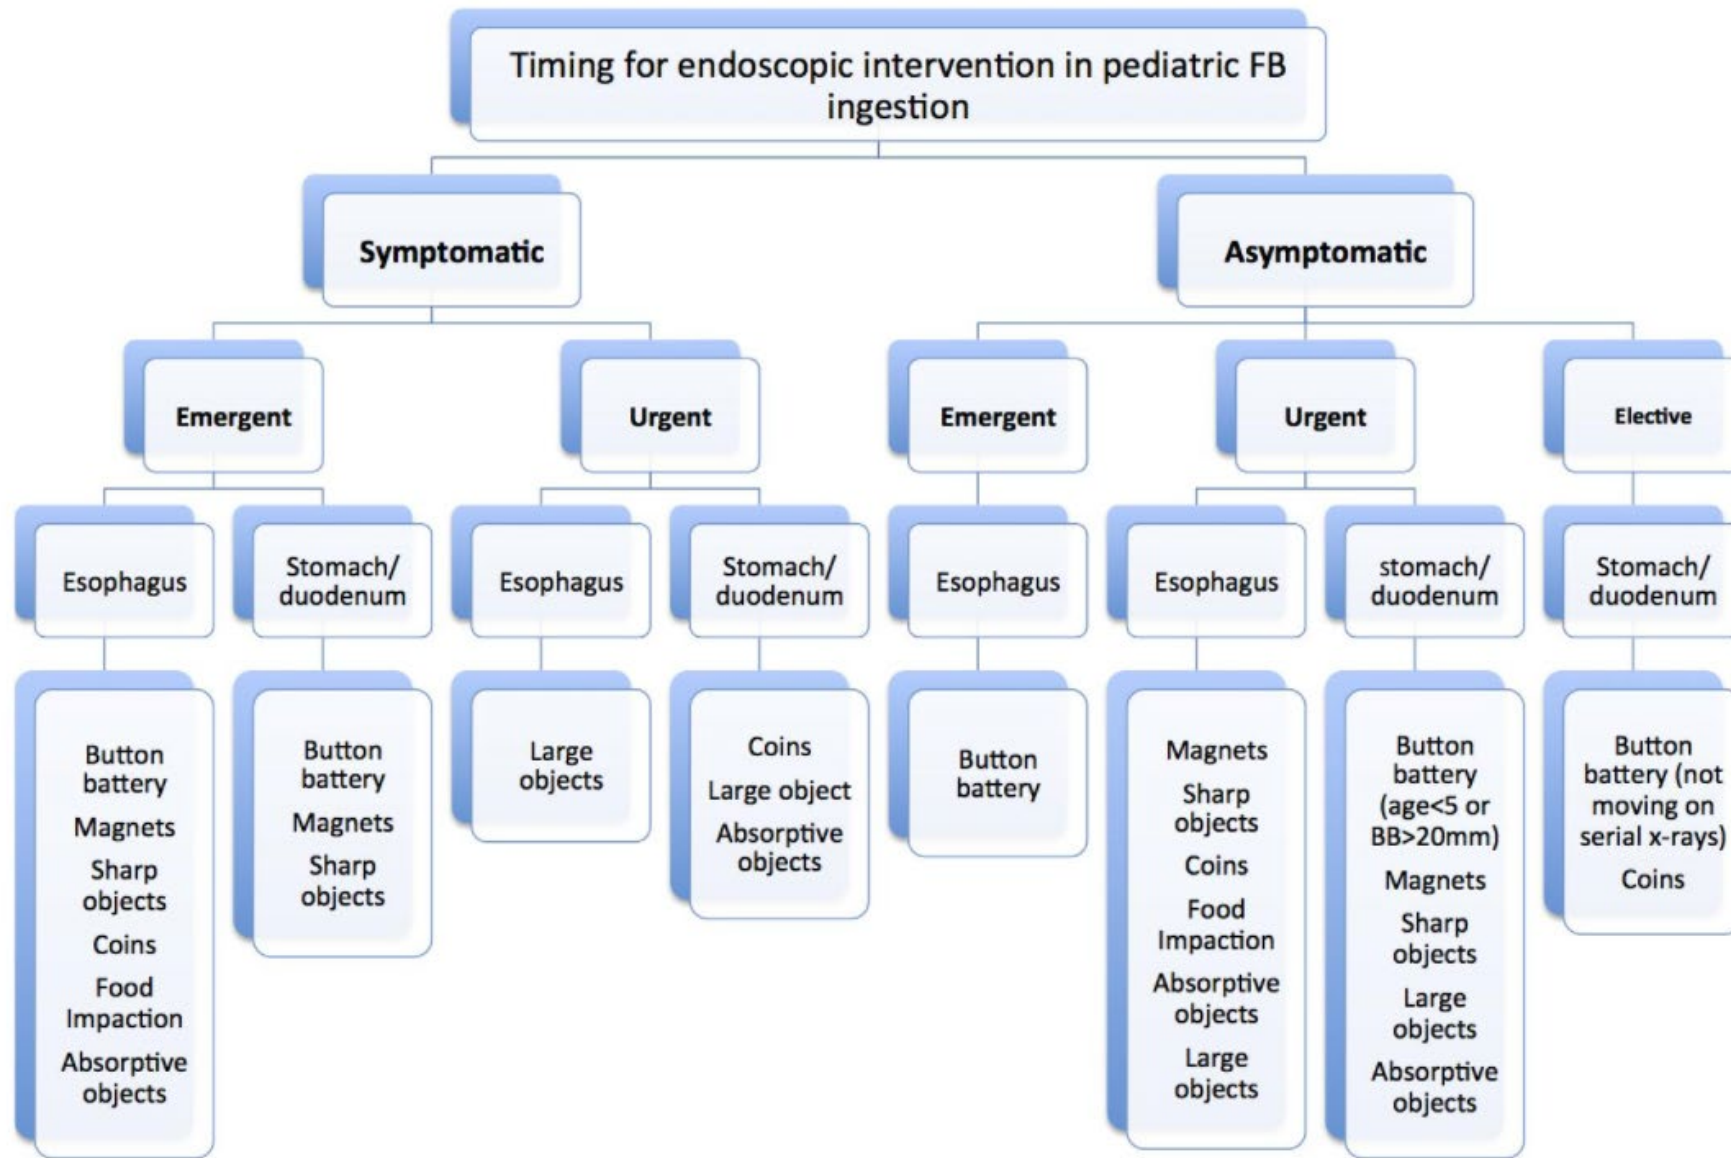 Timing for endoscopic intervention in pediatric FB
ingestion
Symptomatic
Asymptomatic
Emergent
Urgent
Emergent
Urgent
Elective
Esophagus
Stomach/
duodenum
Esophagus
Stomach/
duodenum
Esophagus
Esophagus
stomach/
duodenum
Stomach/
duodenum
Button
battery
Magnets
Sharp
objects
Coins
Food
Impaction
Absorptive
objects
Button
battery
Magnets
Sharp
objects
Large
objects
Coins
Large object
Absorptive
objects
Button
battery
Magnets
Sharp
objects
Coins
Food
Impaction
Absorptive
objects
Large
objects
Button
battery
(age<5 or
BB>20mm)
Magnets
Sharp
objects
Large
objects
Absorptive
objects
Button
battery (not
moving on
serial x-rays)
Coins